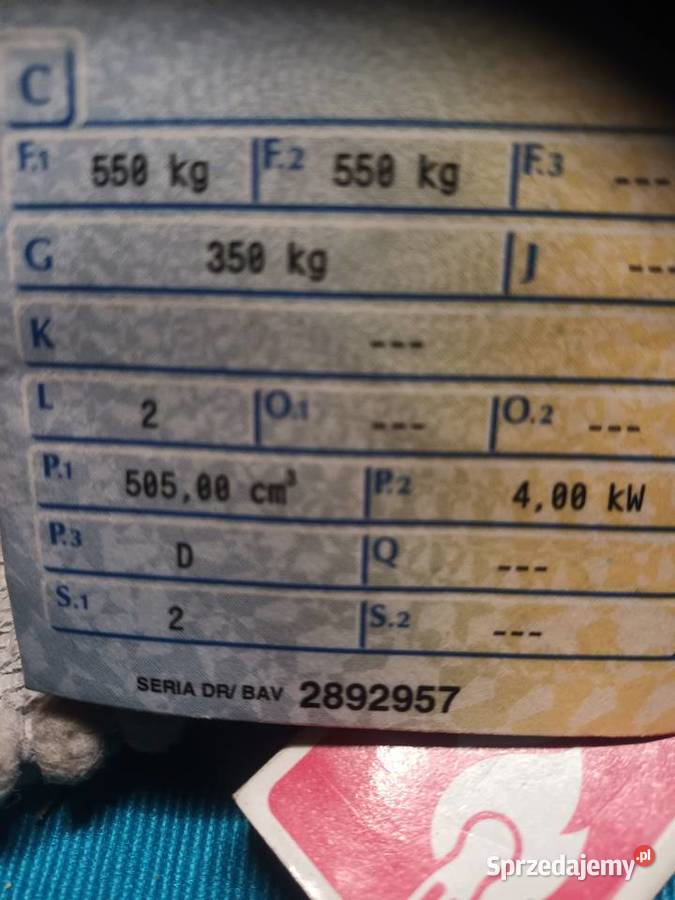 C
F.1 550 kg F.2 550 kg F.3 ---
G 350 kg J ---
K ---
L 2 O.1 --- O.2 ---
P.1 505,00 cm³ P.2 4,00 kW
P.3 D Q ---
S.1 2 S.2 ---
SERIA DR/ BAV 2892957
Sprzedajemy.pl